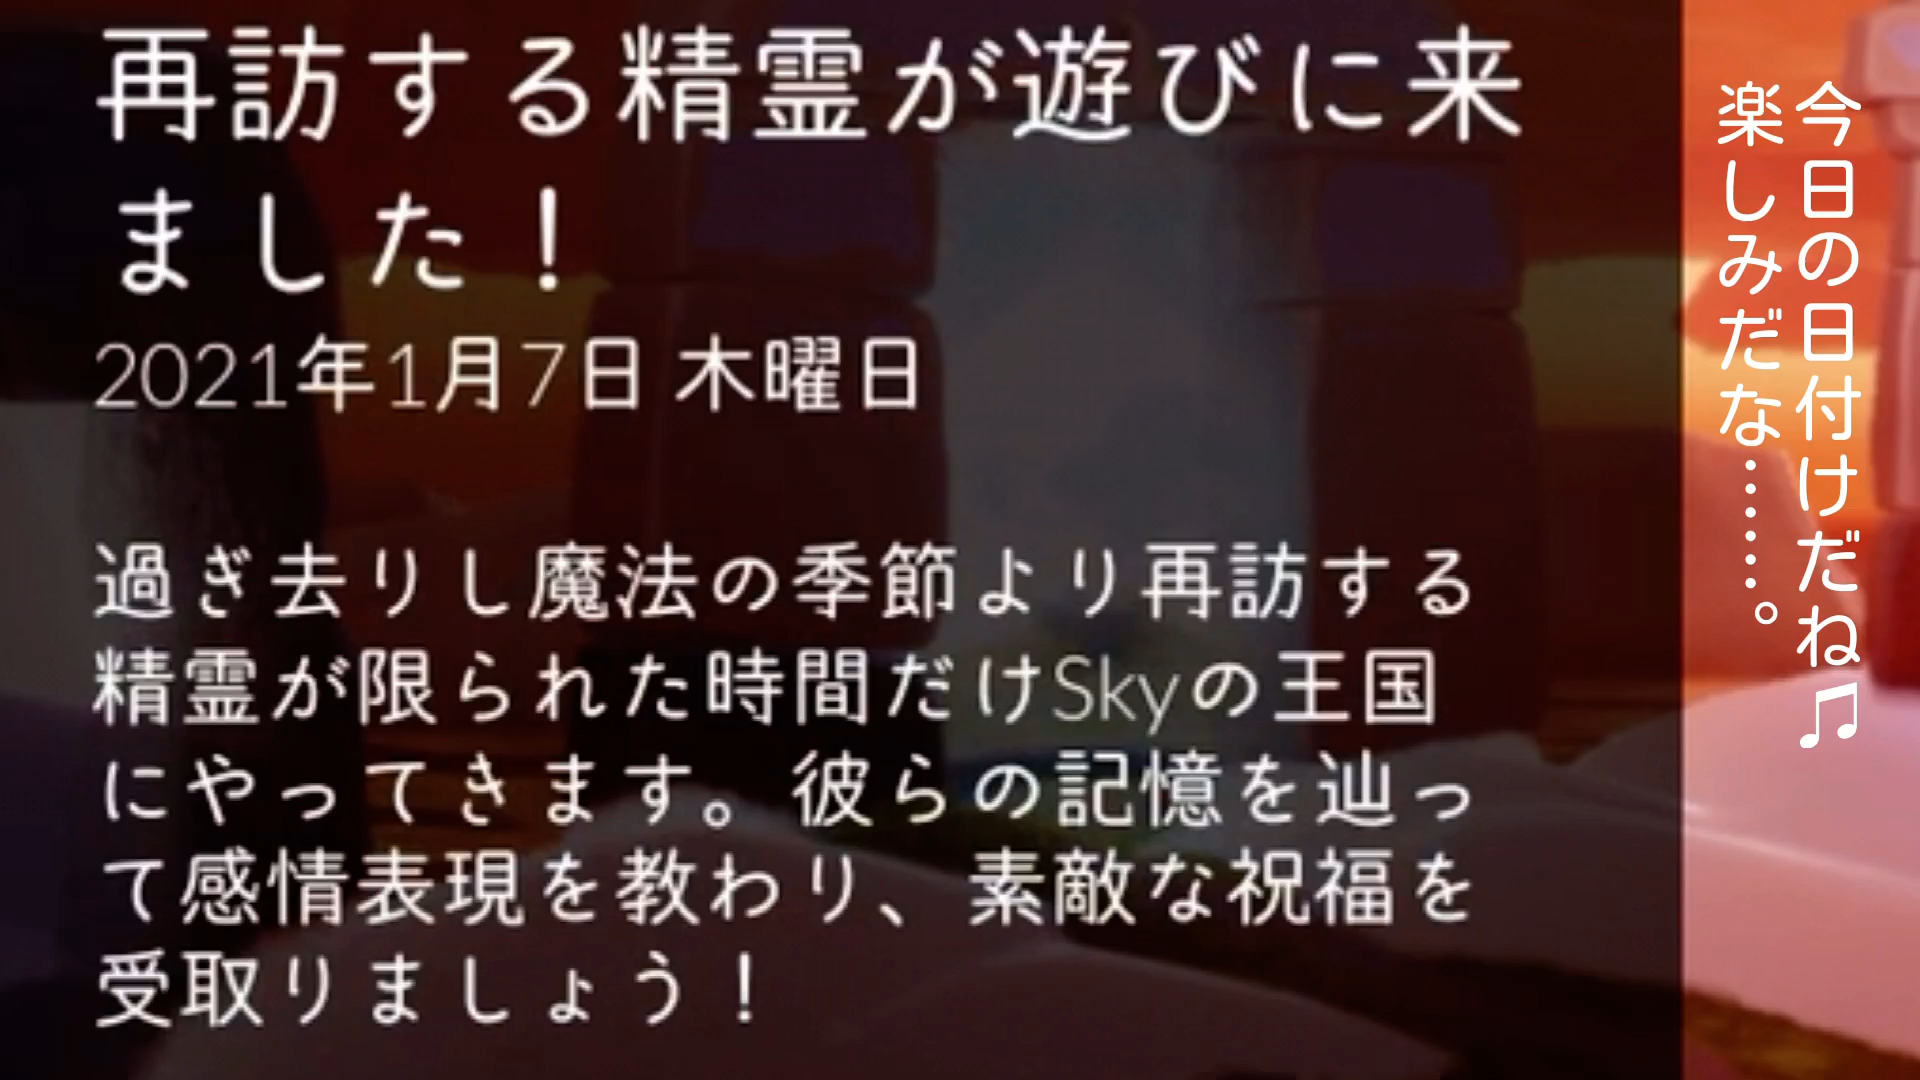 再訪する精霊が遊びに来
ました！
2021年1月7日 木曜日
過ぎ去りし魔法の季節より再訪する
精霊が限られた時間だけSkyの王国
にやってきます。彼らの記憶を辿っ
て感情表現を教わり、素敵な祝福を
受取りましょう！
今日の日付けだね♫
楽しみだな……。